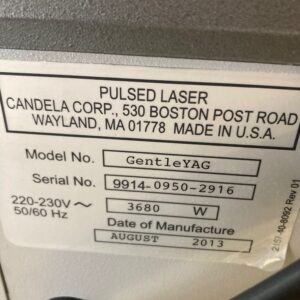 PULSED LASER
CANDELA CORP., 530 BOSTON POST ROAD
WAYLAND, MA 01778 MADE IN U.S.A.
Model No. GentleYAG
Serial No. 9914-0950-2916
220-230V ~ 3680 W
50/60 Hz
Date of Manufacture
AUGUST 2013